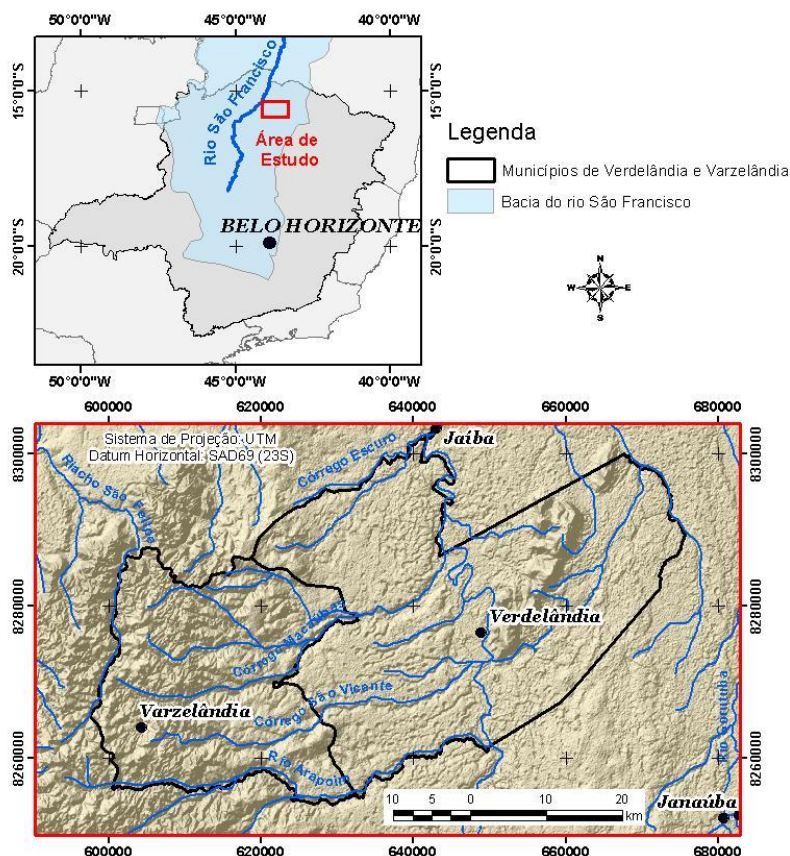 50°0'0"S
45°0'0"S
40°0'0"S
15°0'0"S
15°0'0"S
Rio São Francisco
Área de
Estudo
BELO HORIZONTE
20°0'0"S
20°0'0"S
50°0'0"S
45°0'0"S
40°0'0"S
Legenda
Municípios de Verdelândia e Varzelândia
Bacia do rio São Francisco
N
W
E
S
600000
620000
640000
660000
680000
Sistema de Projeção: UTM
Datum Horizontal: SAD69 (23S)
Jaíba
8300000
8300000
Córrego Escuro
Riacho São Felipe
8280000
8280000
Verdelândia
Córrego
Córrego São Vicente
Varzelândia
8260000
8260000
Rio Arapoim
Rio Gorutuba
Janaúba
10
5
0
10
20
km
600000
620000
640000
660000
680000